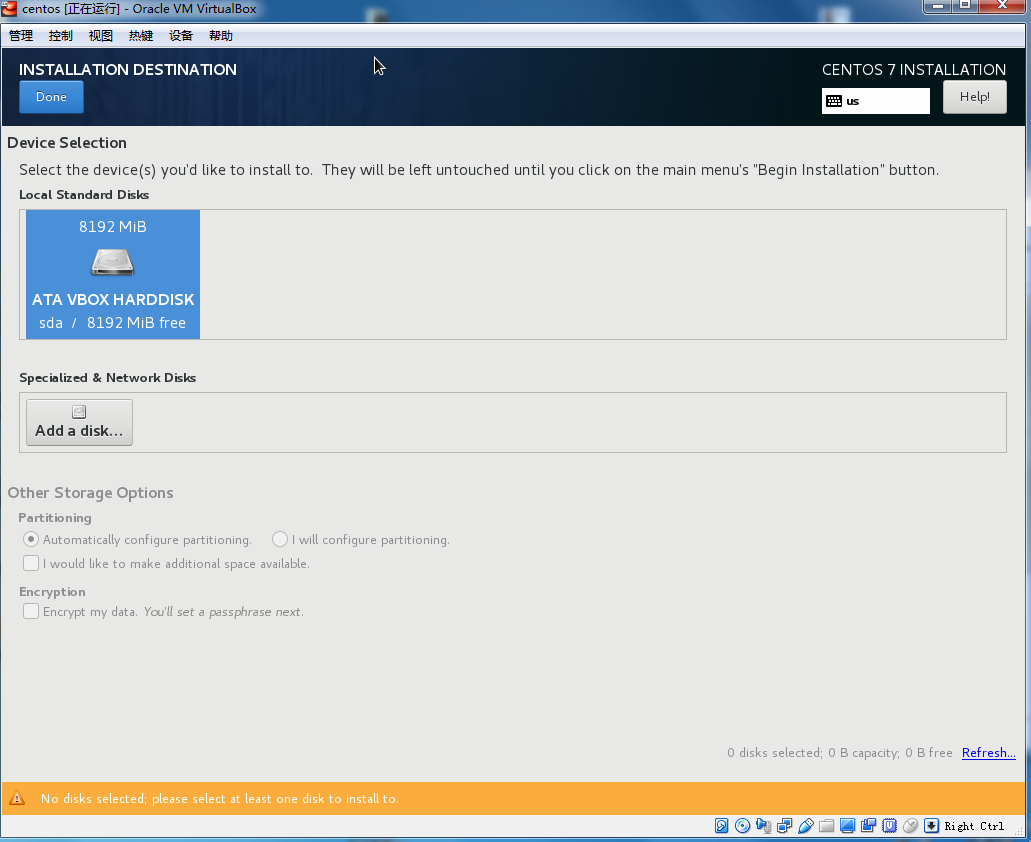 centos [正在运行] - Oracle VM VirtualBox
管理 控制 视图 热键 设备 帮助
INSTALLATION DESTINATION
CENTOS 7 INSTALLATION
Done
us
Help!
Device Selection
Select the device(s) you'd like to install to. They will be left untouched until you click on the main menu's "Begin Installation" button.
Local Standard Disks
8192 MiB
ATA VBOX HARDDISK
sda / 8192 MiB free
Specialized & Network Disks
Add a disk...
Other Storage Options
Partitioning
Automatically configure partitioning. I will configure partitioning.
I would like to make additional space available.
Encryption
Encrypt my data. You'll set a passphrase next.
0 disks selected; 0 B capacity; 0 B free Refresh...
No disks selected; please select at least one disk to install to.
Right Ctrl